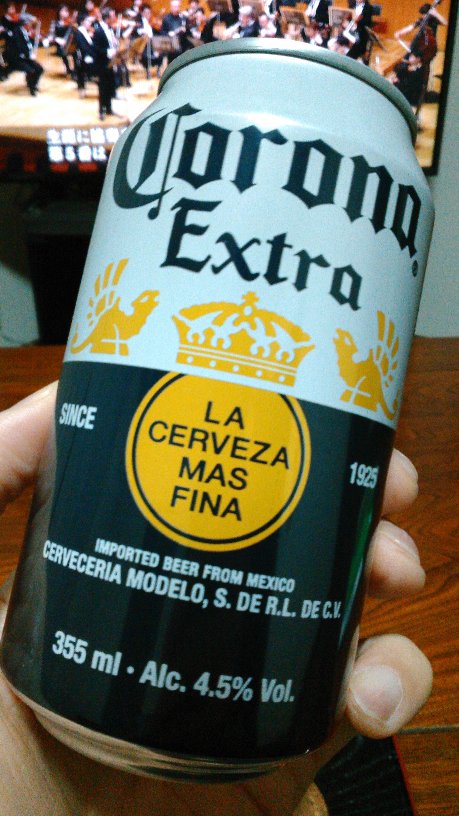 Corona
Extra
SINCE
LA
CERVEZA
MAS
FINA
1925
IMPORTED BEER FROM MEXICO
CERVECERIA MODELO, S. DE R.L. DE C.V.
355 ml · Alc. 4.5% Vol.